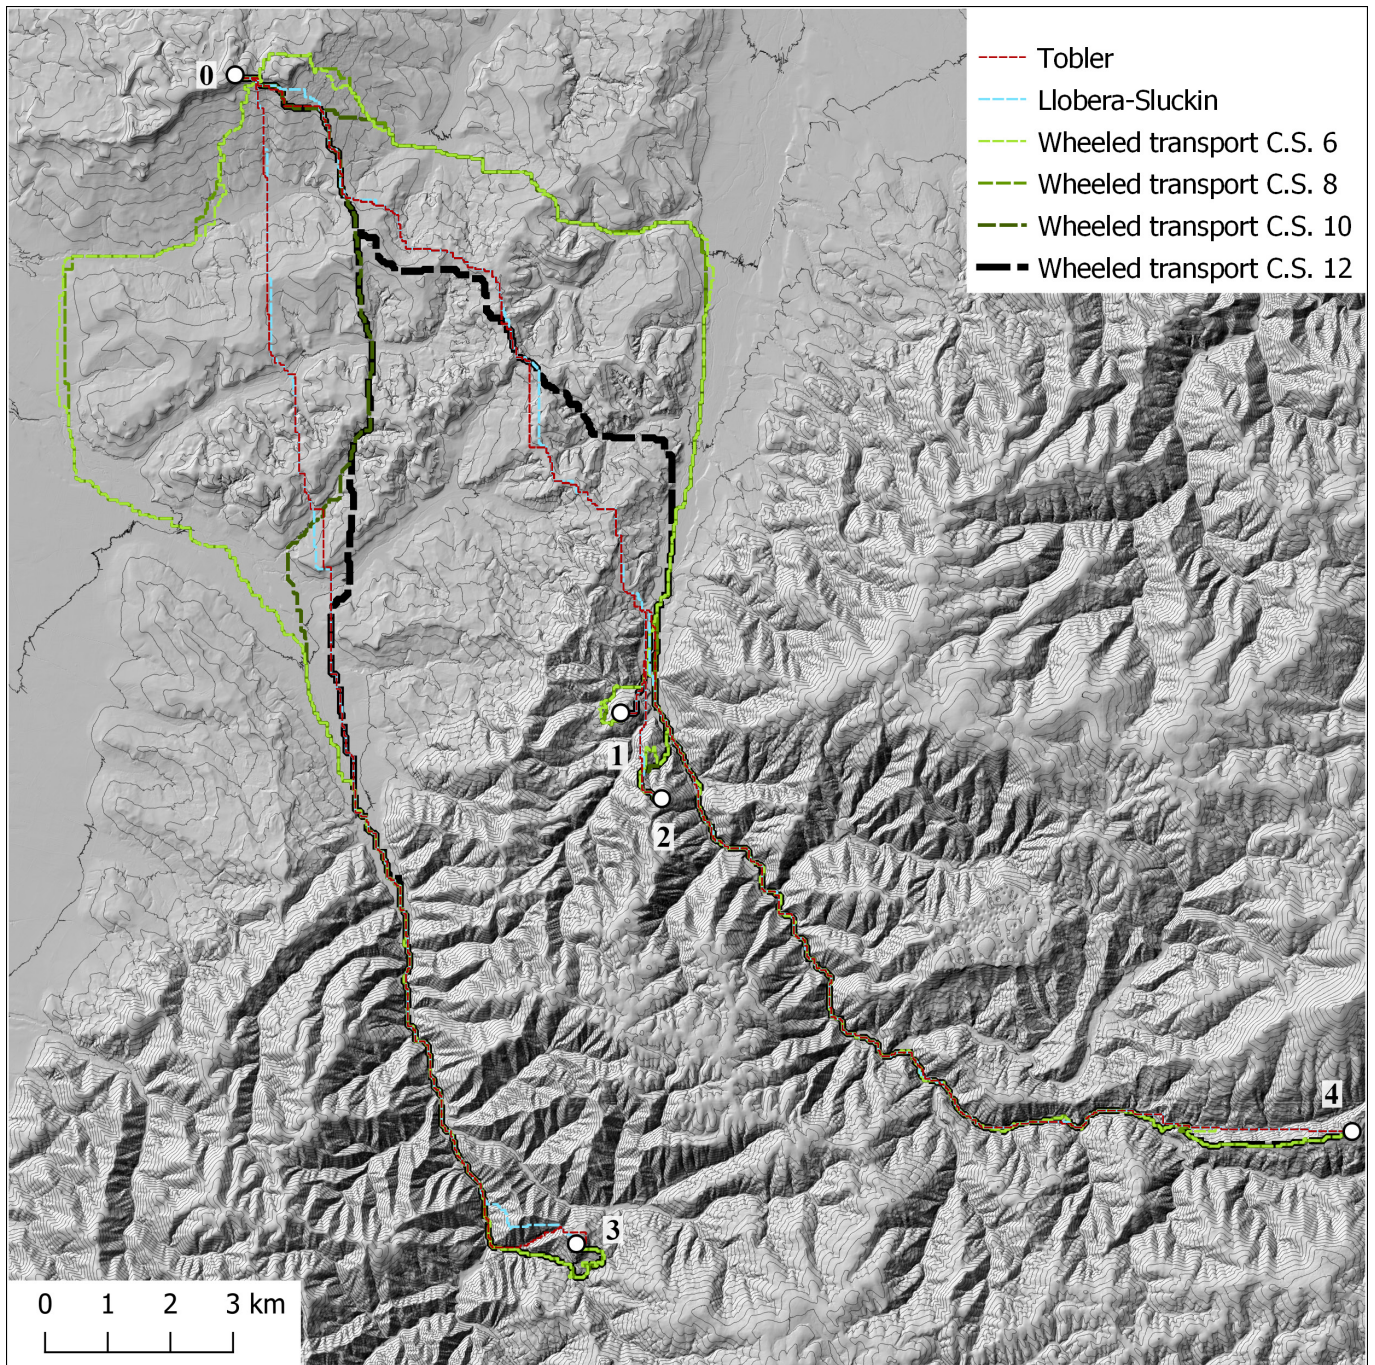 0
Tobler
Llobera-Sluckin
Wheeled transport C.S. 6
Wheeled transport C.S. 8
Wheeled transport C.S. 10
Wheeled transport C.S. 12
1
2
4
3
0 1 2 3 km